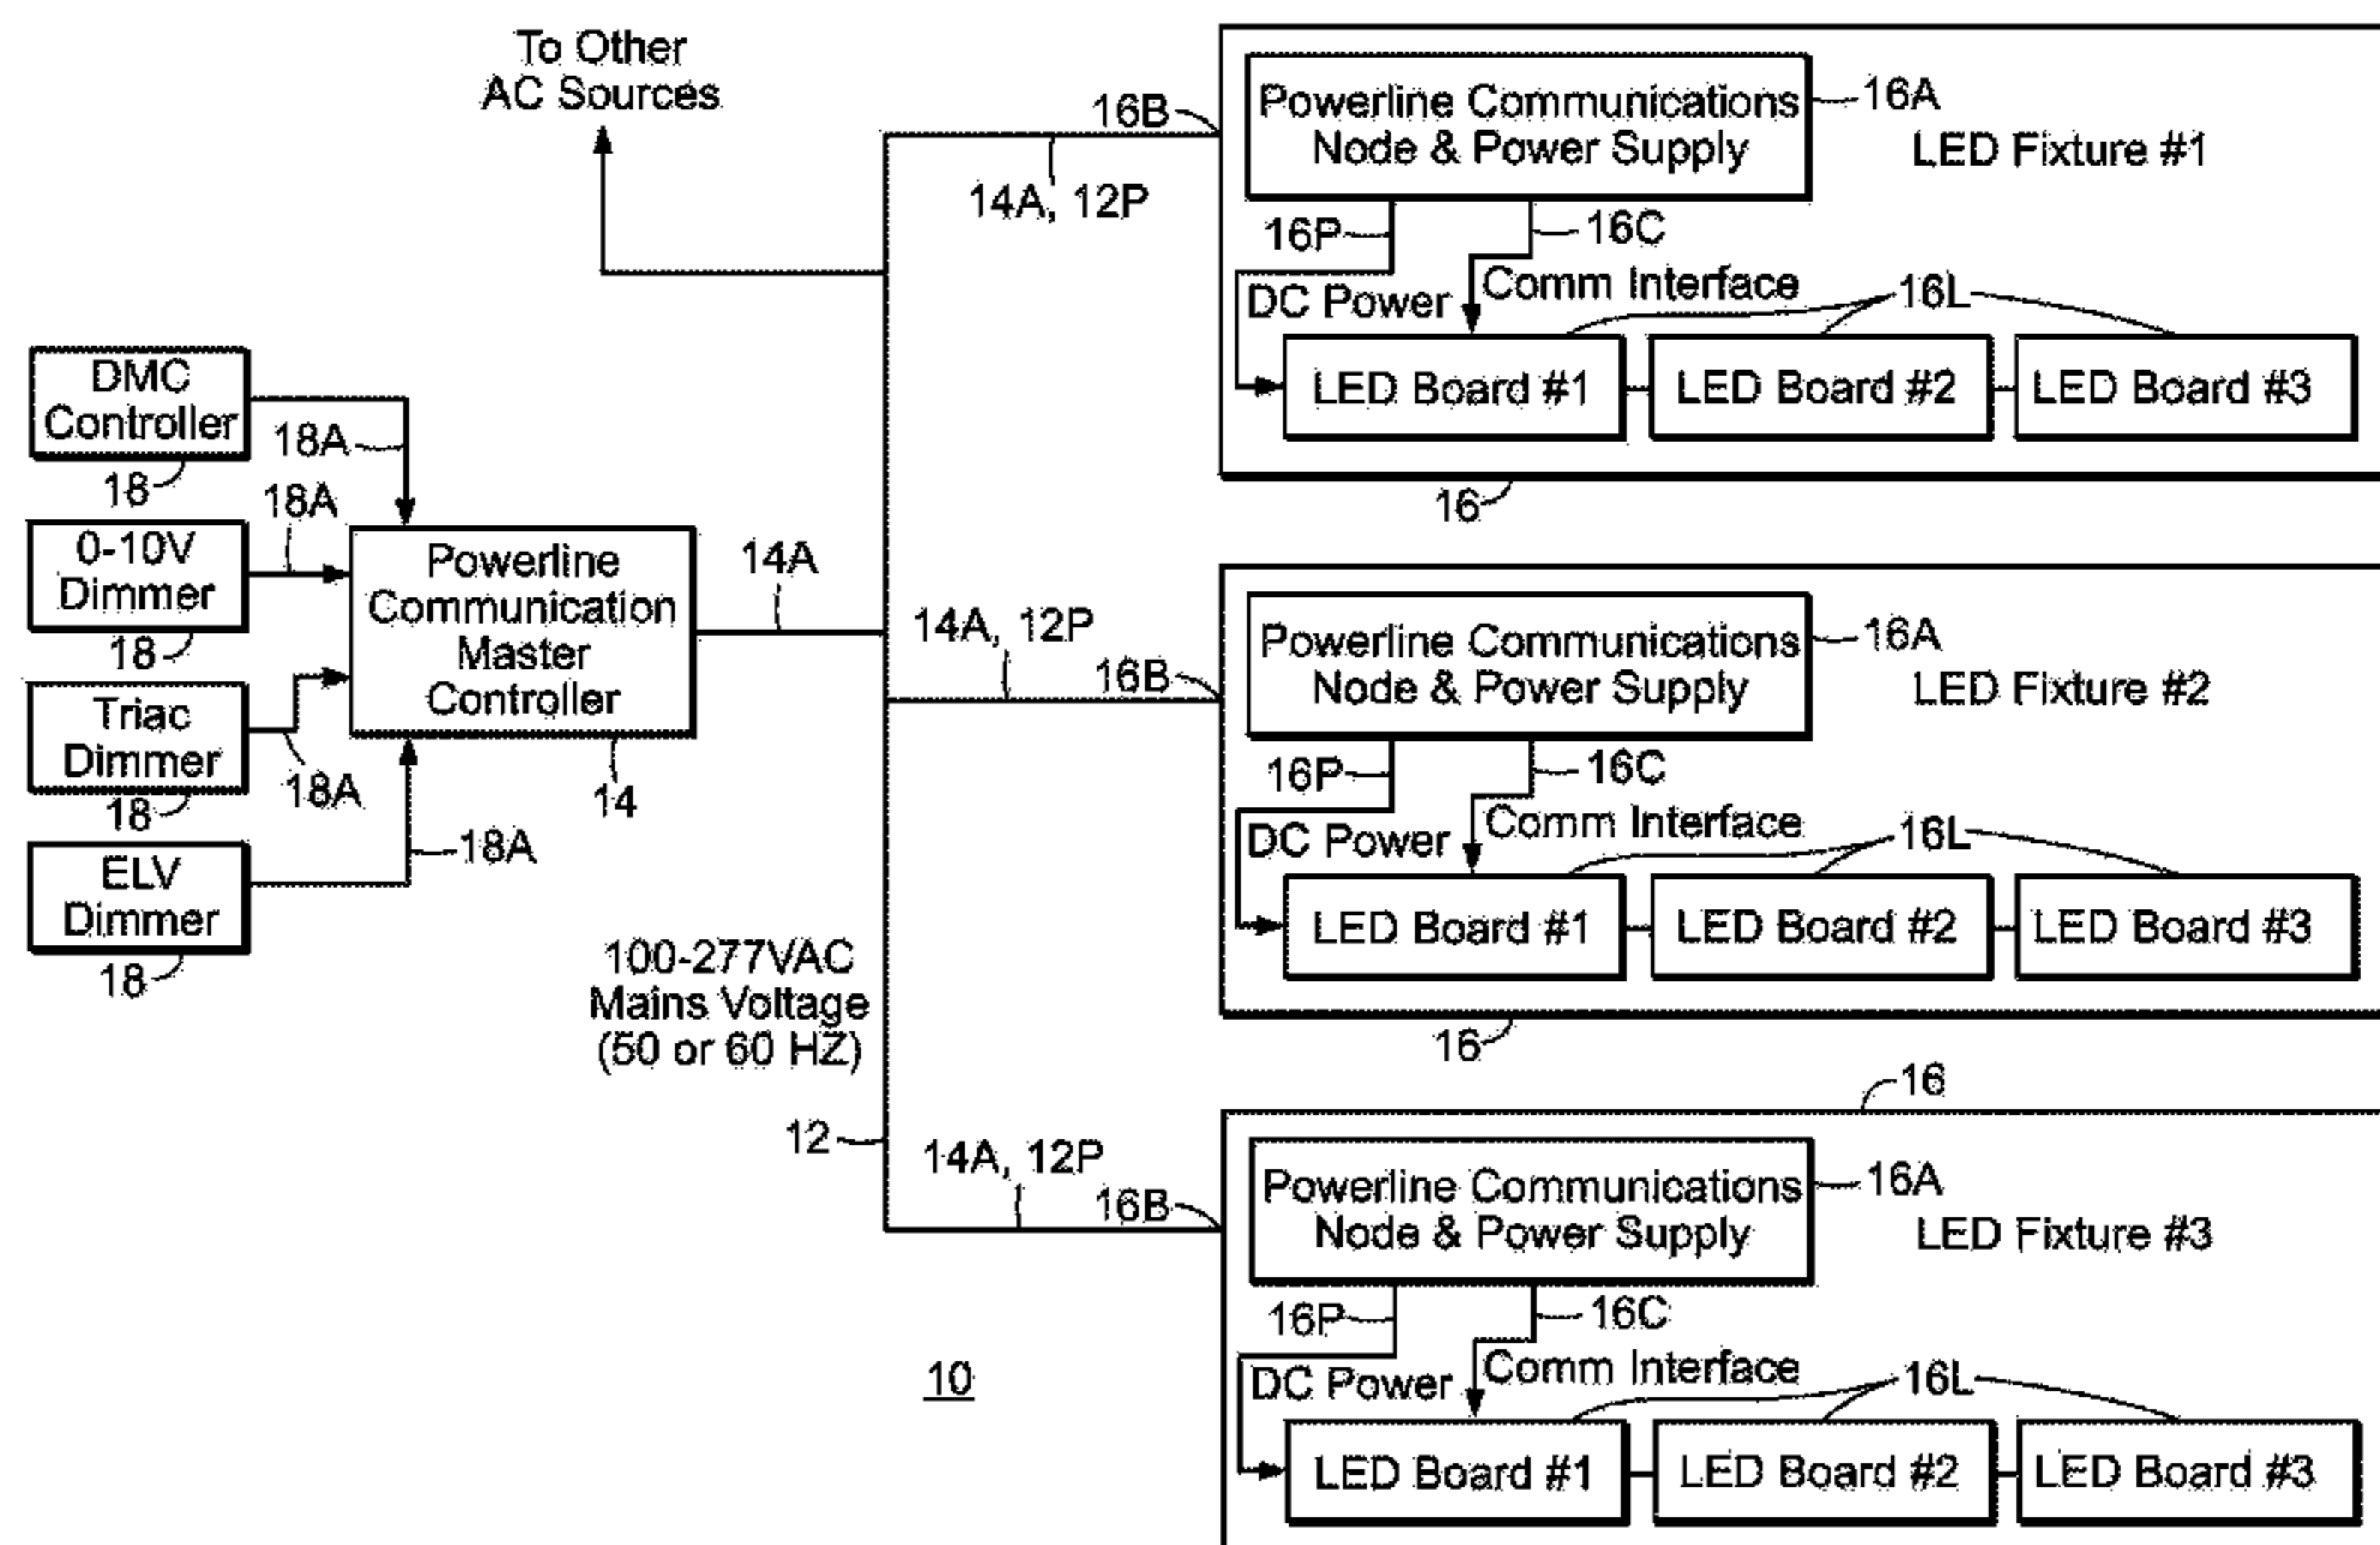 To Other
AC Sources
DMC
Controller
18
18A
0-10V
Dimmer
18
18A
Triac
Dimmer
18
18A
ELV
Dimmer
18
18A
Powerline
Communication
Master
Controller
14
14A
100-277VAC
Mains Voltage
(50 or 60 HZ)
12
10
14A, 12P
16B
Powerline Communications
Node & Power Supply
16A
LED Fixture #1
16P
16C
DC Power
Comm Interface
16L
LED Board #1
LED Board #2
LED Board #3
16
14A, 12P
16B
Powerline Communications
Node & Power Supply
16A
LED Fixture #2
16P
16C
DC Power
Comm Interface
16L
LED Board #1
LED Board #2
LED Board #3
16
16
14A, 12P
16B
Powerline Communications
Node & Power Supply
16A
LED Fixture #3
16P
16C
DC Power
Comm Interface
16L
LED Board #1
LED Board #2
LED Board #3